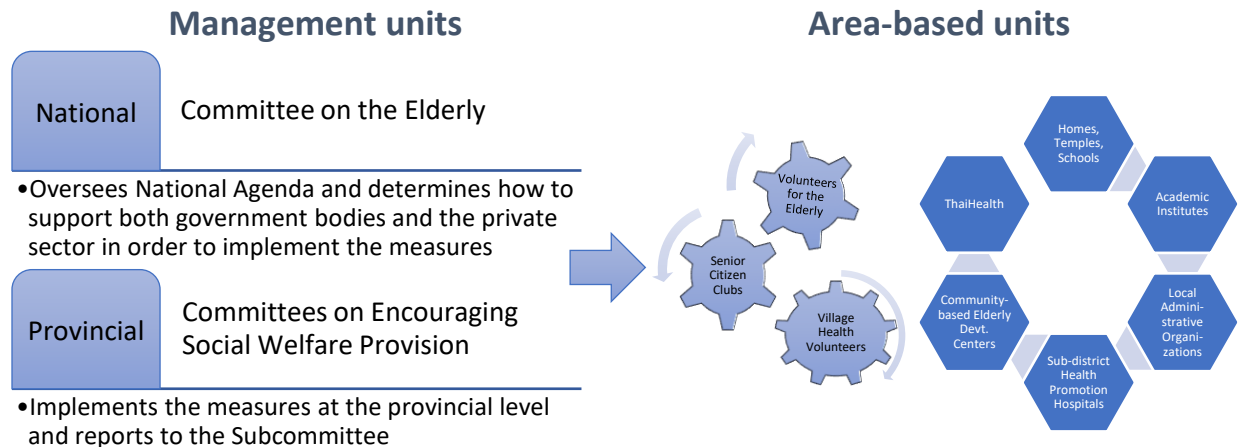 Management units
National
Committee on the Elderly
•Oversees National Agenda and determines how to
support both government bodies and the private
sector in order to implement the measures
Provincial
Committees on Encouraging
Social Welfare Provision
•Implements the measures at the provincial level
and reports to the Subcommittee
Area-based units
Volunteers
for the
Elderly
Senior
Citizen
Clubs
Village
Health
Volunteers
Homes,
Temples,
Schools
Academic
Institutes
Local
Adminis-
strative
Organi-
zations
Sub-district
Health
Promotion
Hospitals
Community-
based Elderly
Devt.
Centers
ThaiHealth